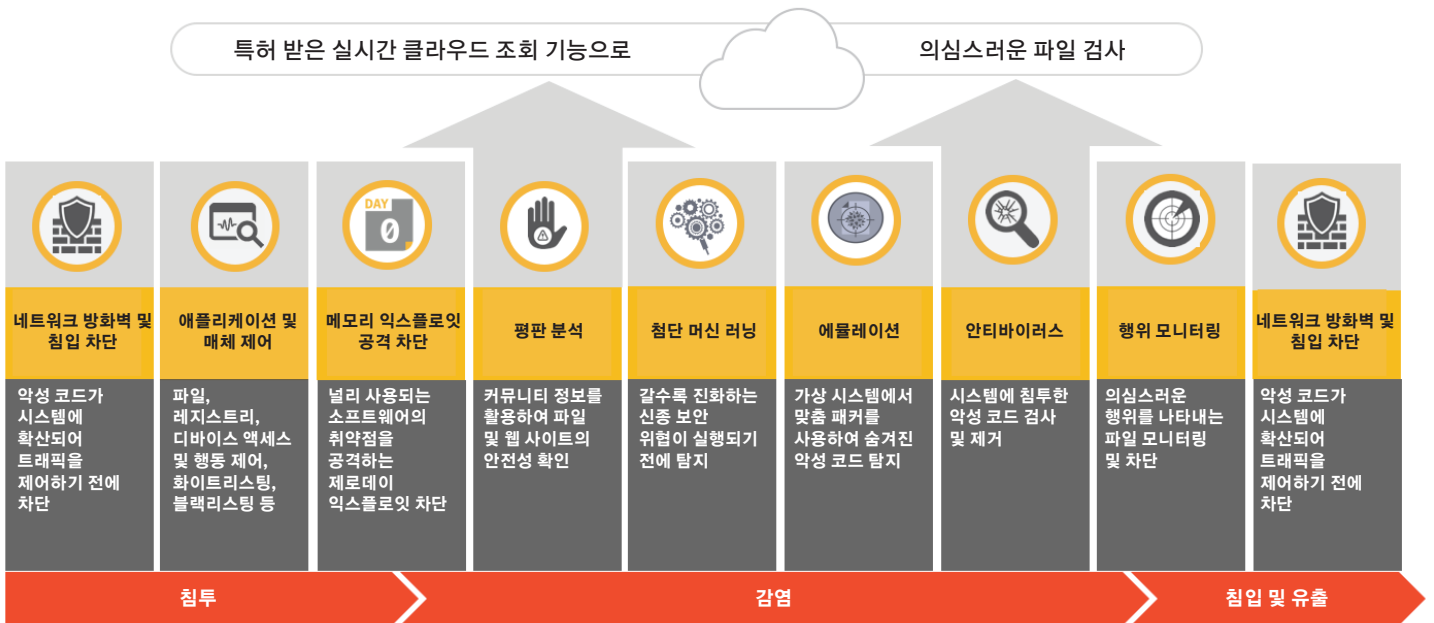 특허 받은 실시간 클라우드 조회 기능으로
의심스러운 파일 검사
네트워크 방화벽 및
침입 차단
악성 코드가
시스템에
확산되어
트래픽을
제어하기 전에
차단
애플리케이션 및
매체 제어
파일,
레지스트리,
디바이스 액세스
및 행동 제어,
화이트리스팅,
블랙리스팅 등
DAY
0
메모리 익스플로잇
공격 차단
널리 사용되는
소프트웨어의
취약점을
공격하는
제로데이
익스플로잇 차단
평판 분석
커뮤니티 정보를
활용하여 파일
및 웹 사이트의
안전성 확인
첨단 머신 러닝
갈수록 진화하는
신종 보안
위협이 실행되기
전에 탐지
에뮬레이션
가상 시스템에서
맞춤 패커를
사용하여 숨겨진
악성 코드 탐지
안티바이러스
시스템에 침투한
악성 코드 검사
및 제거
행위 모니터링
의심스러운
행위를 나타내는
파일 모니터링
및 차단
네트워크 방화벽 및
침입 차단
악성 코드가
시스템에
확산되어
트래픽을
제어하기 전에
차단
침투
감염
침입 및 유출